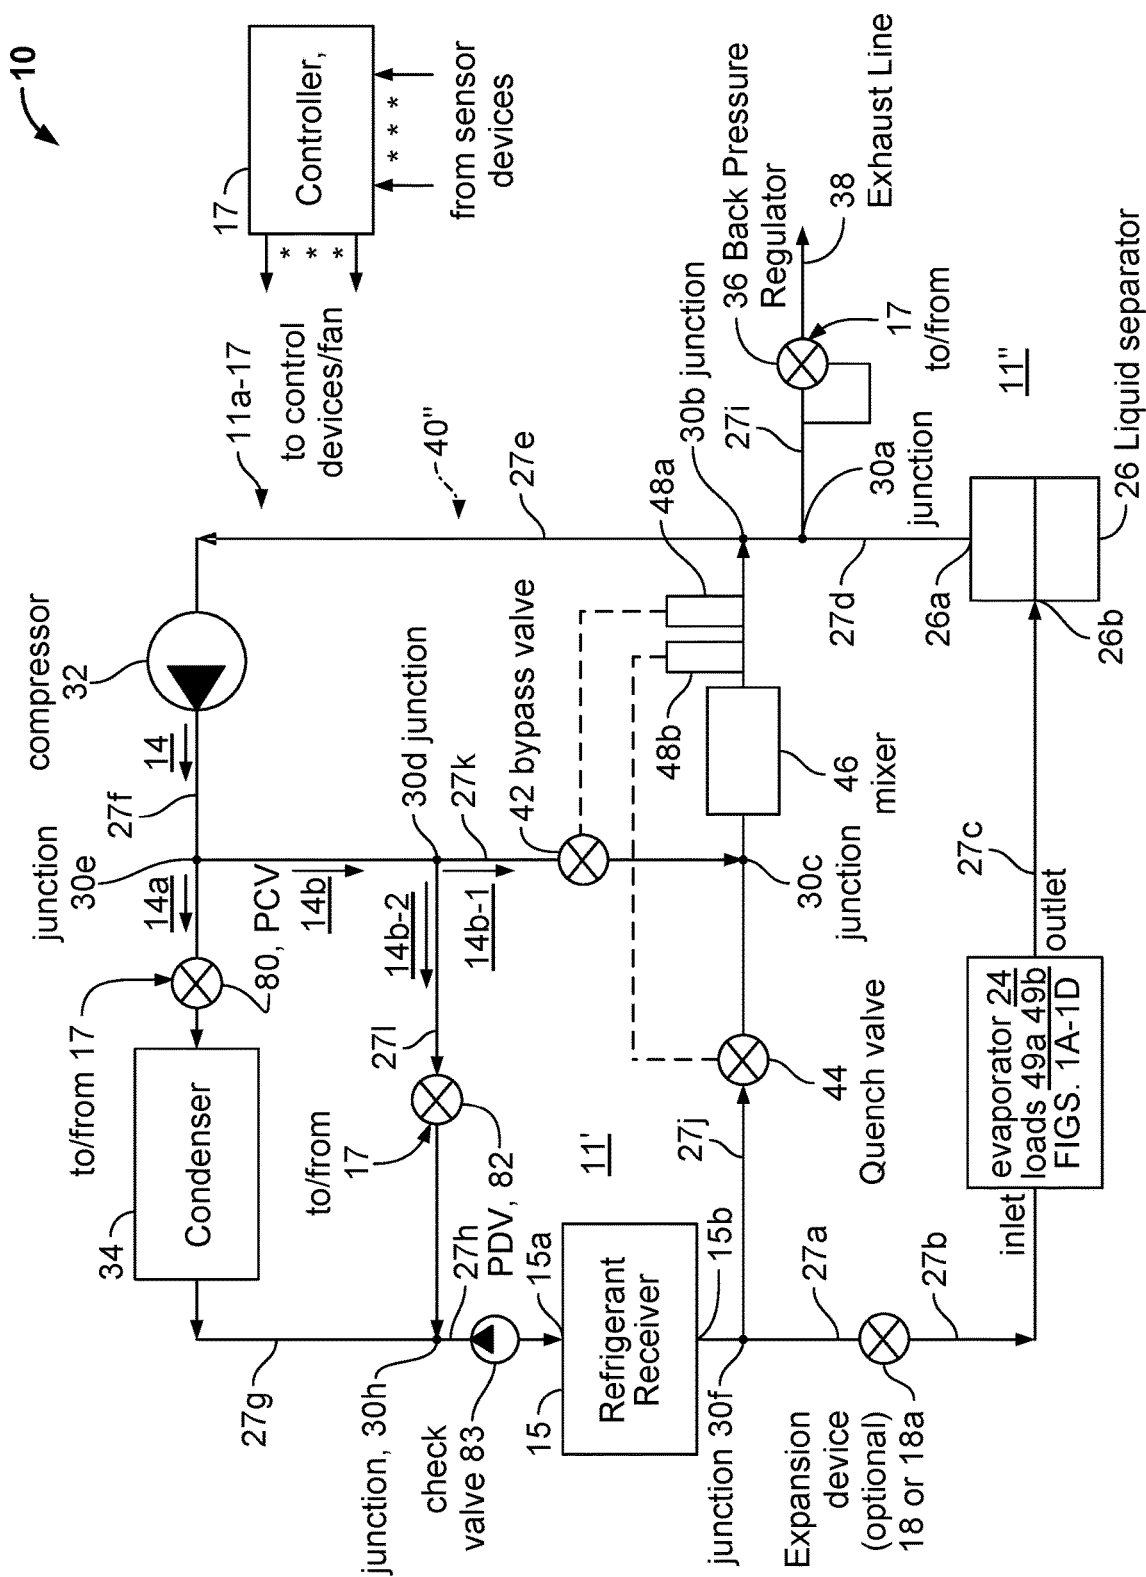 10
17
Controller,
from sensor
devices
to control
devices/fan
11a-17
40"
27e
compressor
32
14
27f
junction
30e
14a
80, PCV
to/from 17
Condenser
34
27g
14b
30d junction
27k
14b-1
14b-2
27l
42 bypass valve
to/from
17
PDV, 82
27h
junction, 30h
check
valve 83
15a
11'
Refrigerant
Receiver
15
15b
junction 30f
27j
Quench valve
44
30c
junction
46
mixer
48b
48a
30b junction
27i
36 Back Pressure
Regulator
38
Exhaust Line
17
to/from
30a
junction
11"
27d
26a
26 Liquid separator
26b
27c
outlet
evaporator 24
loads 49a 49b
FIGS. 1A-1D
inlet
27a
27b
Expansion
device
(optional)
18 or 18a